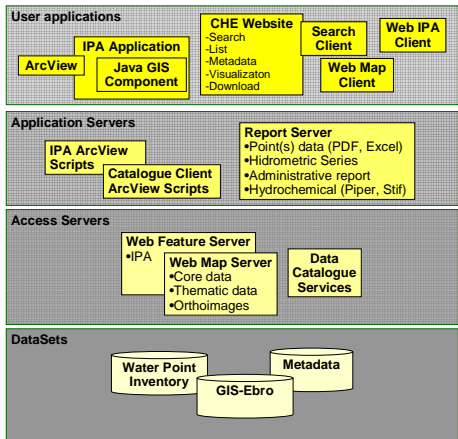 User applications
CHE Website
-Search
-List
-Metadata
-Visualizaton
-Download
Search
Client
Web IPA
Client
IPA Application
ArcView
Java GIS
Component
Web Map
Client
Application Servers
IPA ArcView
Scripts
Catalogue Client
ArcView Scripts
Report Server
•Point(s) data (PDF, Excel)
•Hidrometric Series
•Administrative report
•Hydrochemical (Piper, Stif)
Access Servers
Web Feature Server
•IPA
Web Map Server
•Core data
•Thematic data
•Orthoimages
Data
Catalogue
Services
DataSets
Water Point
Inventory
GIS-Ebro
Metadata